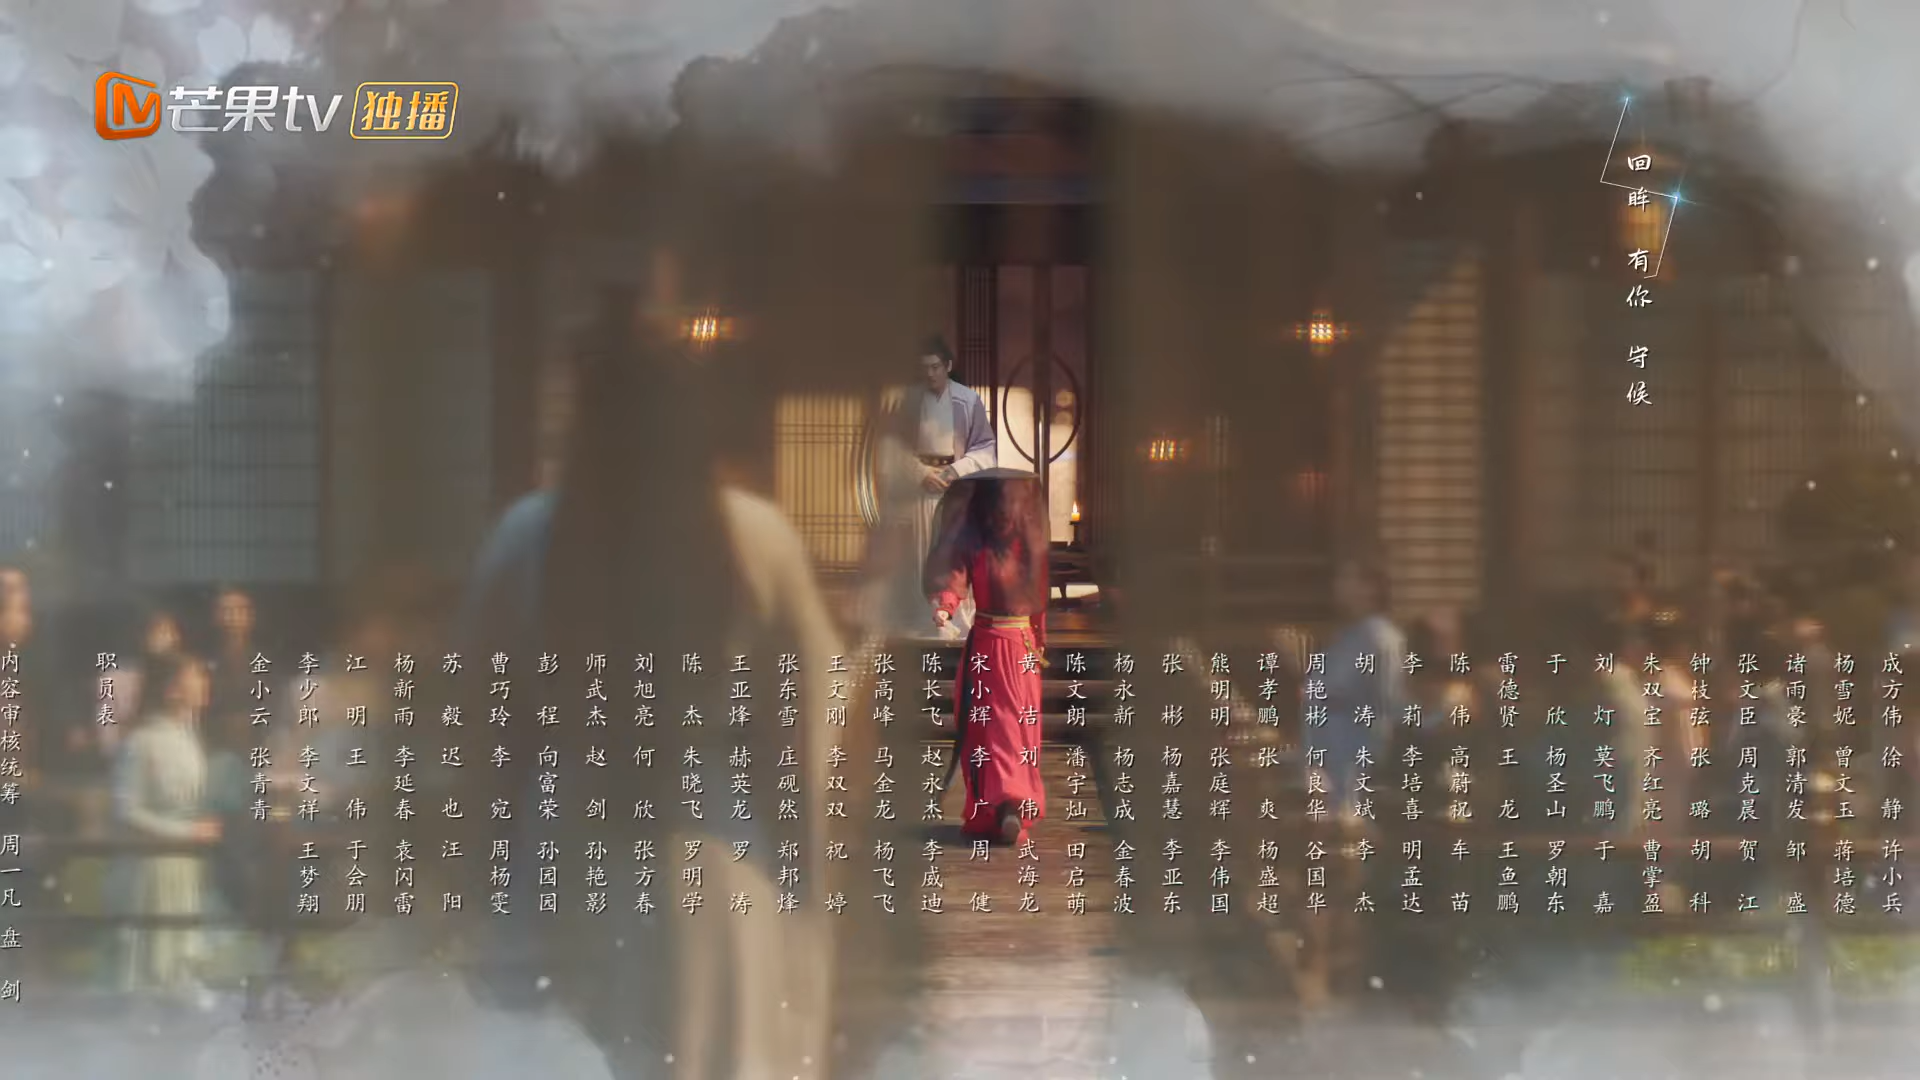 芒果tv 独播
回眸 有你 守候
成方伟 徐静 许小兵
杨雪妮 曾文玉 蒋培德
诸雨豪 郭清发 邹盛
张文臣 周克晨 贺江
钟枝弦 张璐 胡科
朱双宝 齐红亮 曹掌盈
刘灯 莫飞鹏 于嘉
于欣 杨圣山 罗朝东
雷德贤 王龙 王鱼鹏
陈伟 高蔚祝 车苗
李莉 李培喜 明孟达
胡涛 朱文斌 李杰
周艳彬 何良华 谷国华
谭孝鹏 张爽 杨盛超
熊明明 张庭辉 李伟国
张彬 杨嘉慧 李亚东
杨永新 杨志成 金春波
陈文朗 潘宇灿 田启萌
黄洁 刘伟 武海龙
宋小辉 李广 周健
陈长飞 赵永杰 李威迪
张高峰 马金龙 杨飞飞
王文刚 李双双 祝婷
张东雪 庄砚然 郑邦烽
王亚烽 赫英龙 罗涛
陈杰 朱晓飞 罗明学
刘旭亮 何欣 张方春
师武杰 赵剑 孙艳影
彭程 向富荣 孙园园
曹巧玲 李宛 周杨雯
苏毅 迟也 汪阳
杨新雨 李延春 袁闪雷
江明 王伟 于会朋
李少郎 李文祥 王梦翔
金小云 张青青
职员表
内容审核统筹 周一凡 盘剑